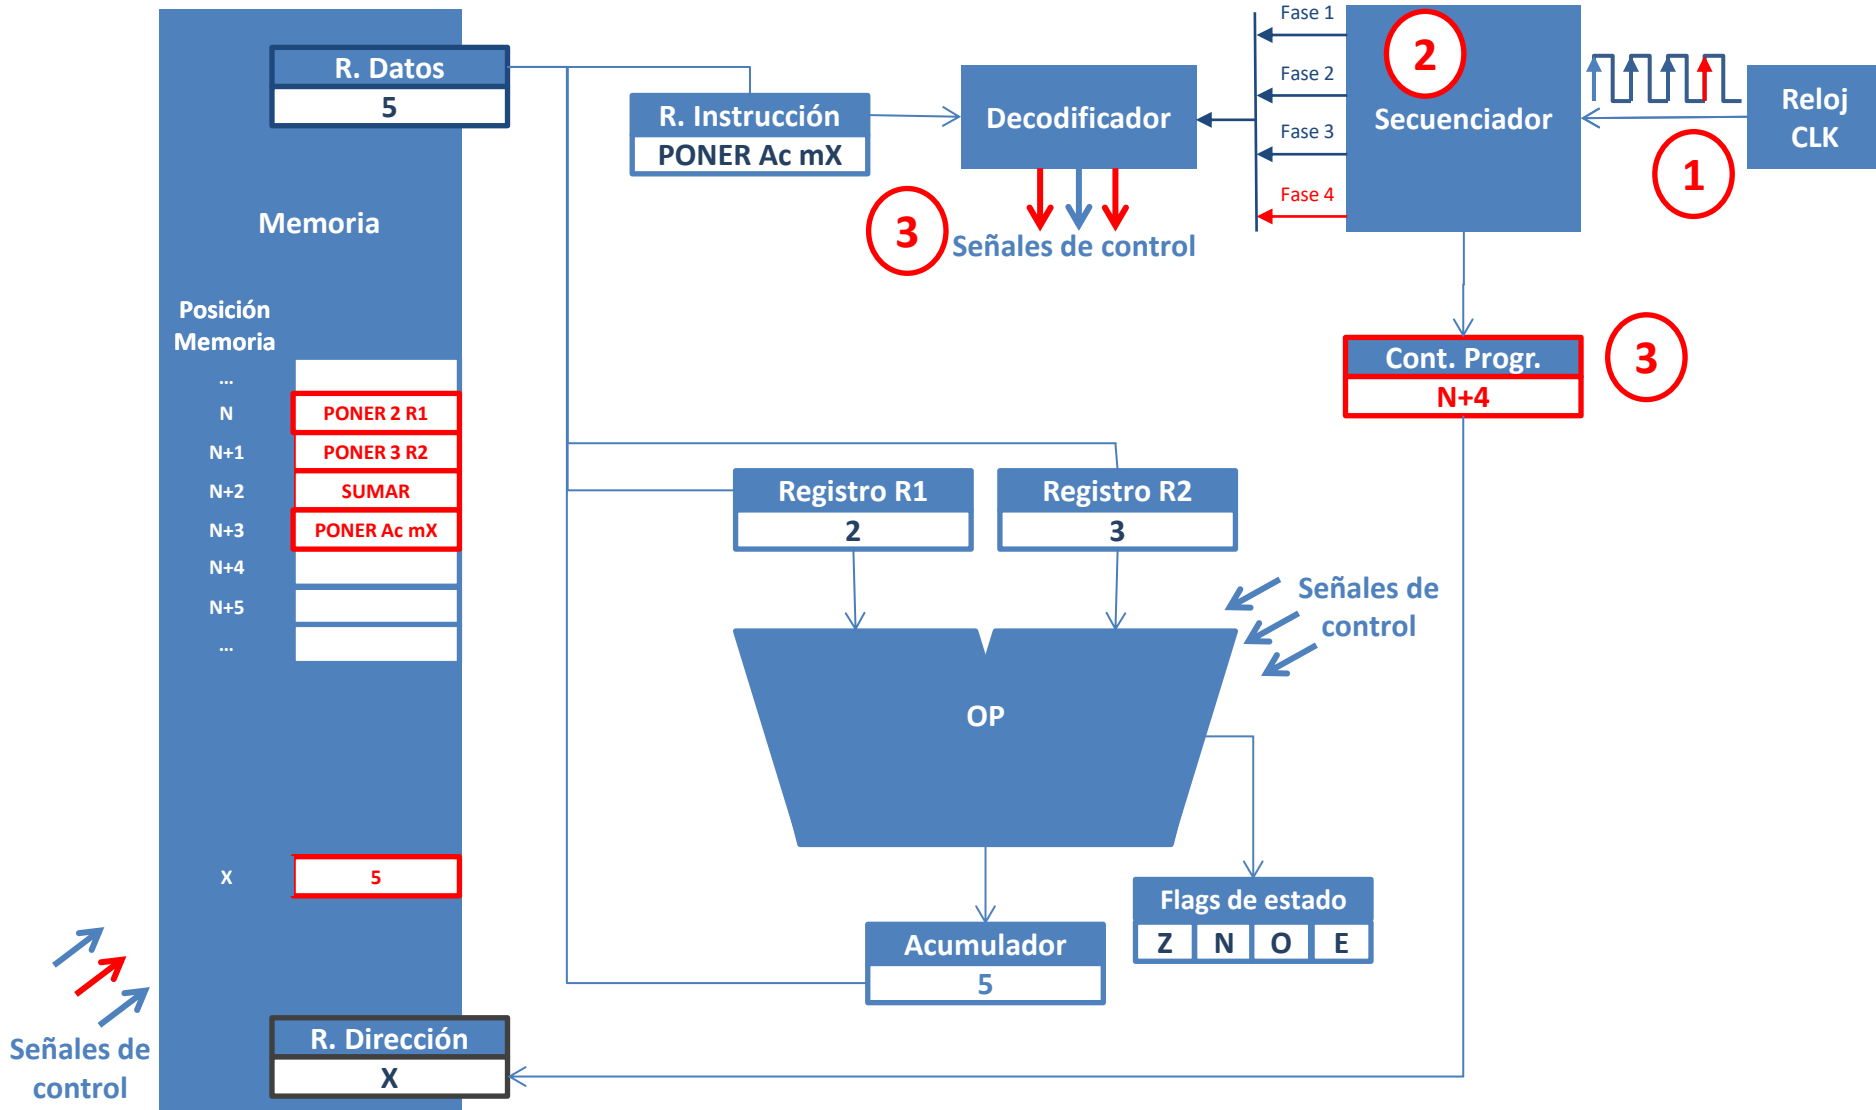 R. Datos
5
Memoria
Posición
Memoria
...
N
PONER 2 R1
N+1
PONER 3 R2
N+2
SUMAR
N+3
PONER Ac mX
N+4
N+5
...
X
5
Señales de
control
R. Dirección
X
R. Instrucción
PONER Ac mX
Decodificador
3
Señales de control
Fase 1
Fase 2
Fase 3
Fase 4
2
Secuenciador
1
Reloj
CLK
Cont. Progr.
N+4
3
Registro R1
2
Registro R2
3
Señales de
control
OP
Flags de estado
Z
N
O
E
Acumulador
5